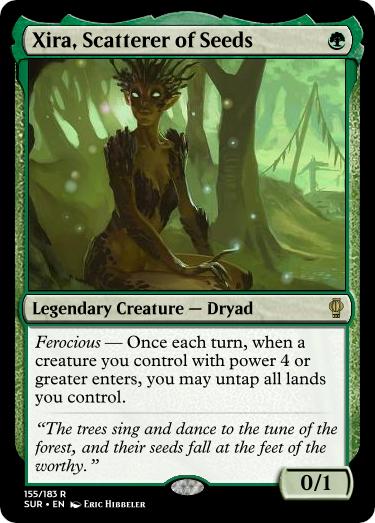 Xira, Scatterer of Seeds
Legendary Creature — Dryad
Ferocious — Once each turn, when a
creature you control with power 4 or
greater enters, you may untap all lands
you control.
“The trees sing and dance to the tune of the
forest, and their seeds fall at the feet of the
worthy.”
0/1
155/183 R
SUR • EN Eric Hibbeler